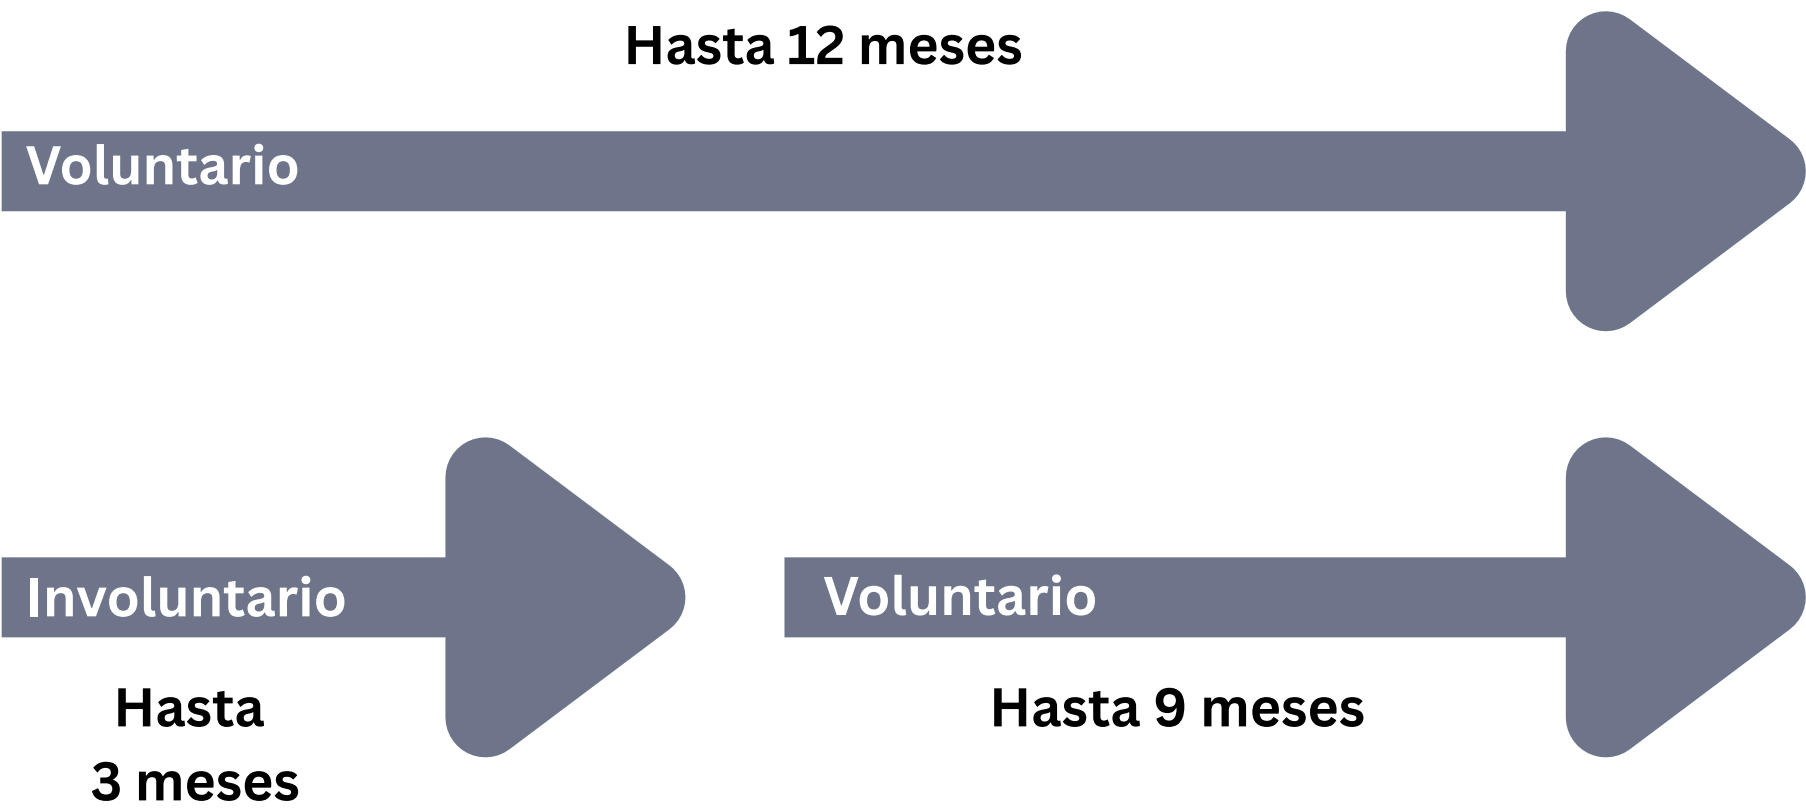 Hasta 12 meses
Voluntario
Involuntario
Voluntario
Hasta
3 meses
Hasta 9 meses